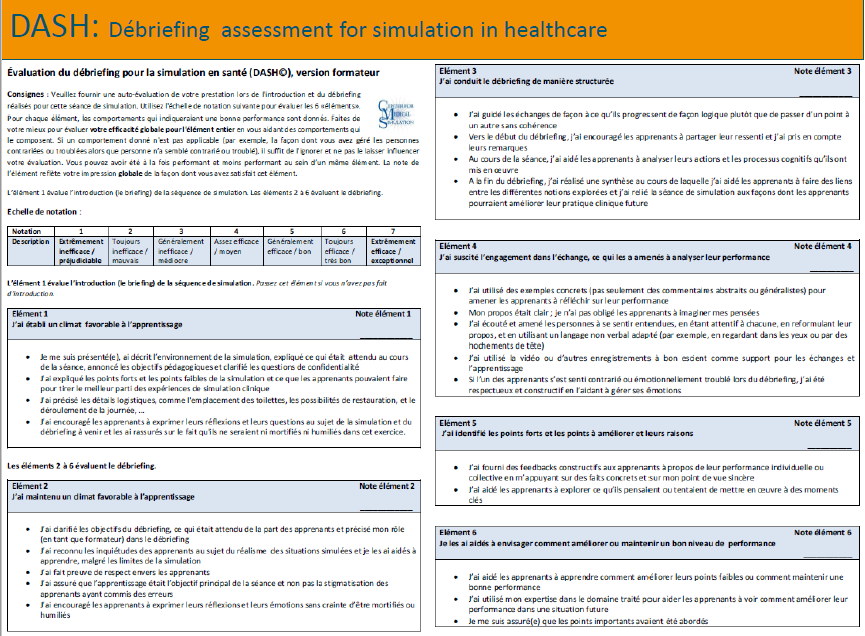 DASH: Débriefing assessment for simulation in healthcare
Évaluation du débriefing pour la simulation en santé (DASH©), version formateur
Consignes : Veuillez fournir une auto-évaluation de votre prestation lors de l'introduction et du débriefing
réalisés pour cette séance de simulation. Utilisez l'échelle de notation suivante pour évaluer les 6 «éléments».
Pour chaque élément, les comportements qui indiqueraient une bonne performance sont donnés. Faites de
votre mieux pour évaluer votre efficacité globale pour l'élément entier en vous aidant des comportements qui
le composent. Si un comportement donné n'est pas applicable (par exemple, la façon dont vous avez géré les personnes
contrariées ou troublées alors que personne n'a semblé contrarié ou troublé), il suffit de l'ignorer et ne pas le laisser influencer
votre évaluation. Vous pouvez avoir été à la fois performant et moins performant au sein d'un même élément. La note de
l'élément reflète votre impression globale de la façon dont vous avez satisfait cet élément.
CENTER FOR
MEDICAL
SIMULATION
L'élément 1 évalue l'introduction (le briefing) de la séquence de simulation. Les éléments 2 à 6 évaluent le débriefing.
Echelle de notation :
Notation 1 2 3 4 5 6 7
Description Extrêmement Toujours Généralement Assez efficace Généralement Toujours Extrêmement
inefficace / inefficace / inefficace / / moyen efficace / bon efficace / efficace /
préjudiciable mauvais médiocre très bon exceptionnel
L'élément 1 évalue l'introduction (le briefing) de la séquence de simulation. Passez cet élément si vous n'avez pas fait
d'introduction.
Elément 1 Note élément 1
J'ai établi un climat favorable à l'apprentissage
• Je me suis présenté(e), ai décrit l'environnement de la simulation, expliqué ce qui était attendu au cours
de la séance, annoncé les objectifs pédagogiques et clarifié les questions de confidentialité
• J'ai expliqué les points forts et les points faibles de la simulation et ce que les apprenants pouvaient faire
pour tirer le meilleur parti des expériences de simulation clinique
• J'ai précisé les détails logistiques, comme l'emplacement des toilettes, les possibilités de restauration, et le
déroulement de la journée, ...
• J'ai encouragé les apprenants à exprimer leurs réflexions et leurs questions au sujet de la simulation et du
débriefing à venir et les ai rassurés sur le fait qu'ils ne seraient ni mortifiés ni humiliés dans cet exercice.
Les éléments 2 à 6 évaluent le débriefing.
Elément 2 Note élément 2
J'ai maintenu un climat favorable à l'apprentissage
• J'ai clarifié les objectifs du débriefing, ce qui était attendu de la part des apprenants et précisé mon rôle
(en tant que formateur) dans le débriefing
• J'ai reconnu les inquiétudes des apprenants au sujet du réalisme des situations simulées et je les ai aidés à
apprendre, malgré les limites de la simulation
• J'ai fait preuve de respect envers les apprenants
• J'ai assuré que l'apprentissage était l'objectif principal de la séance et non pas la stigmatisation des
apprenants ayant commis des erreurs
• J'ai encouragé les apprenants à exprimer leurs réflexions et leurs émotions sans crainte d'être mortifiés ou
humiliés
Elément 3 Note élément 3
J'ai conduit le débriefing de manière structurée
• J'ai guidé les échanges de façon à ce qu'ils progressent de façon logique plutôt que de passer d'un point à
un autre sans cohérence
• Vers le début du débriefing, j'ai encouragé les apprenants à partager leur ressenti et j'ai pris en compte
leurs remarques
• Au cours de la séance, j'ai aidé les apprenants à analyser leurs actions et les processus cognitifs qu'ils ont
mis en œuvre
• A la fin du débriefing, j'ai réalisé une synthèse au cours de laquelle j'ai aidé les apprenants à faire des liens
entre les différentes notions explorées et j'ai relié la séance de simulation aux façons dont les apprenants
pourraient améliorer leur pratique clinique future
Elément 4 Note élément 4
J'ai suscité l'engagement dans l'échange, ce qui les a amenés à analyser leur performance
• J'ai utilisé des exemples concrets (pas seulement des commentaires abstraits ou généralistes) pour
amener les apprenants à réfléchir sur leur performance
• Mon propos était clair ; je n'ai pas obligé les apprenants à imaginer mes pensées
• J'ai écouté et amené les personnes à se sentir entendues, en étant attentif à chacune, en reformulant leur
propos, et en utilisant un langage non verbal adapté (par exemple, en regardant dans les yeux ou par des
hochements de tête)
• J'ai utilisé la vidéo ou d'autres enregistrements à bon escient comme support pour les échanges et
l'apprentissage
• Si l'un des apprenants s'est senti contrarié ou émotionnellement troublé lors du débriefing, j'ai été
respectueux et constructif en l'aidant à gérer ses émotions
Elément 5 Note élément 5
J'ai identifié les points forts et les points à améliorer et leurs raisons
• J'ai fourni des feedbacks constructifs aux apprenants à propos de leur performance individuelle ou
collective en m'appuyant sur des faits concrets et sur mon point de vue sincère
• J'ai aidé les apprenants à explorer ce qu'ils pensaient ou tentaient de mettre en œuvre à des moments
clés
Elément 6 Note élément 6
Je les ai aidés à envisager comment améliorer ou maintenir un bon niveau de performance
• J'ai aidé les apprenants à apprendre comment améliorer leurs points faibles ou comment maintenir une
bonne performance
• J'ai utilisé mon expertise dans le domaine traité pour aider les apprenants à voir comment améliorer leur
performance dans une situation future
• Je me suis assuré(e) que les points importants avaient été abordés